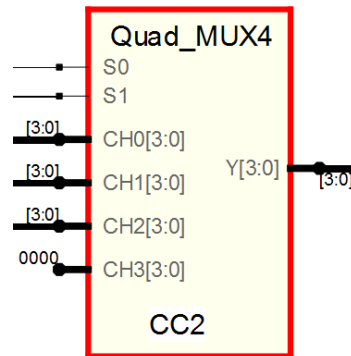 Quad_MUX4
S0
S1
[3:0]
CH0[3:0]
[3:0]
CH1[3:0]
Y[3:0]
[3:0]
[3:0]
CH2[3:0]
0000
CH3[3:0]
CC2